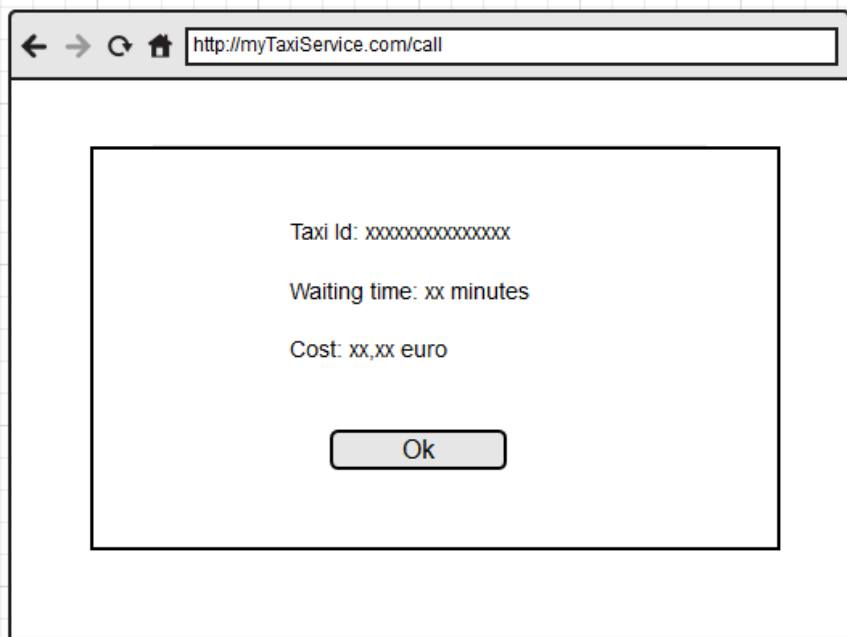 http://myTaxiService.com/call
Taxi Id: xxxxxxxxxxxxxxx
Waiting time: xx minutes
Cost: xx,xx euro
Ok